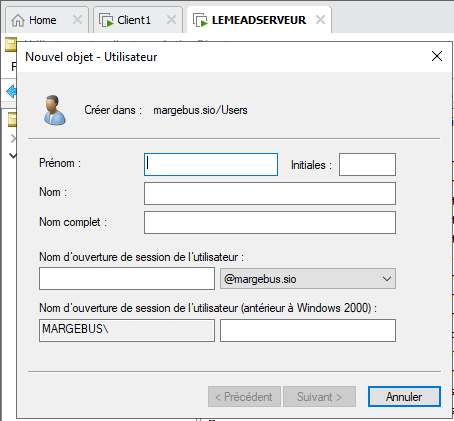 Home Client1 LEMEADSERVEUR
Nouvel objet - Utilisateur
Créer dans : margebus.sio/Users
Prénom : Initiales :
Nom :
Nom complet :
Nom d'ouverture de session de l'utilisateur :
@margebus.sio
Nom d'ouverture de session de l'utilisateur (antérieur à Windows 2000) :
MARGEBUS\
< Précédent Suivant > Annuler